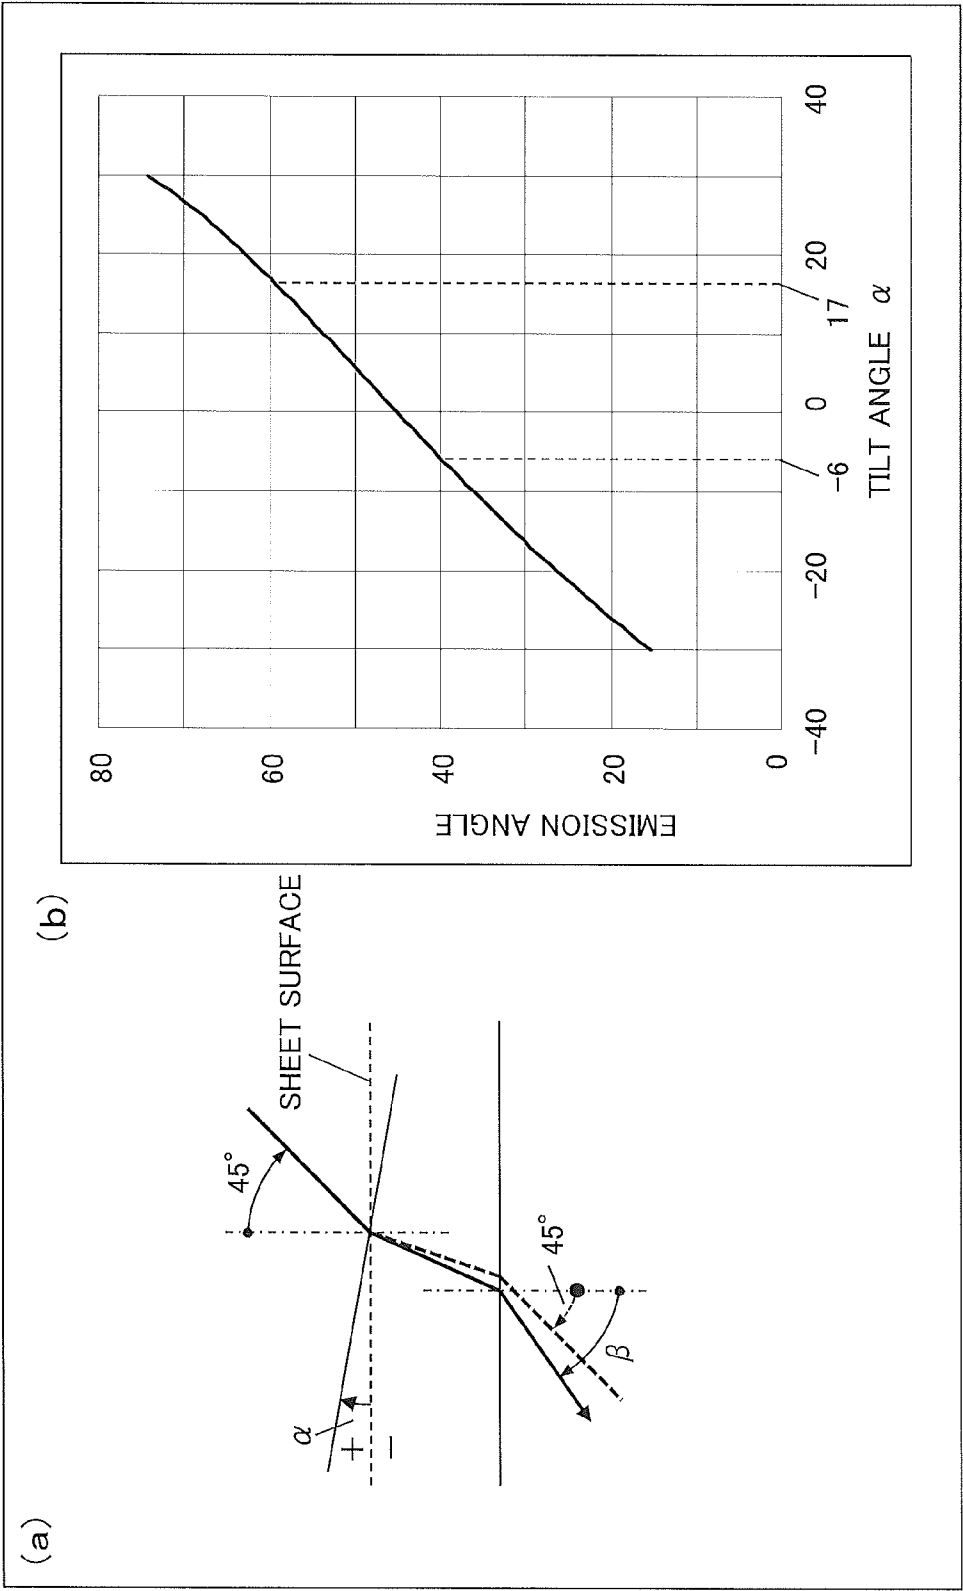 (a)
45°
SHEET SURFACE
α
+
−
45°
β
(b)
80
60
40
20
0
EMISSION ANGLE
−40
−20
0
20
40
−6
17
TILT ANGLE α